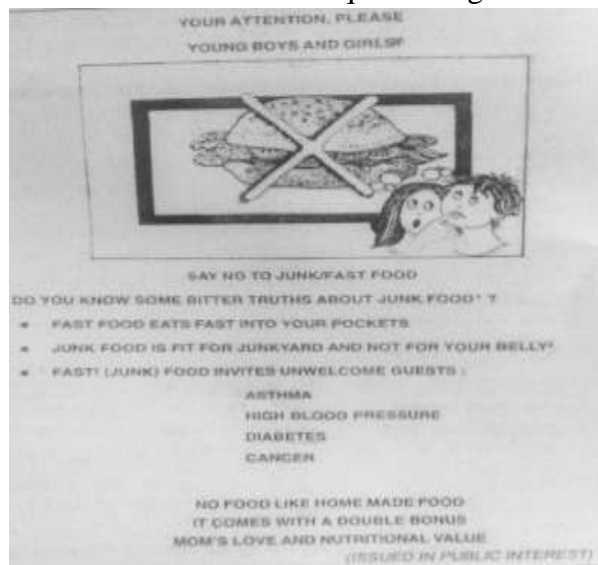 YOUR ATTENTION, PLEASE
YOUNG BOYS AND GIRLS!
SAY NO TO JUNK/FAST FOOD
DO YOU KNOW SOME BITTER TRUTHS ABOUT JUNK FOOD' ?
• FAST FOOD EATS FAST INTO YOUR POCKETS
• JUNK FOOD IS FIT FOR JUNKYARD AND NOT FOR YOUR BELLY!
• FAST! (JUNK) FOOD INVITES UNWELCOME GUESTS :
ASTHMA
HIGH BLOOD PRESSURE
DIABETES
CANCER
NO FOOD LIKE HOME MADE FOOD
IT COMES WITH A DOUBLE BONUS
MOM'S LOVE AND NUTRITIONAL VALUE
(ISSUED IN PUBLIC INTEREST)